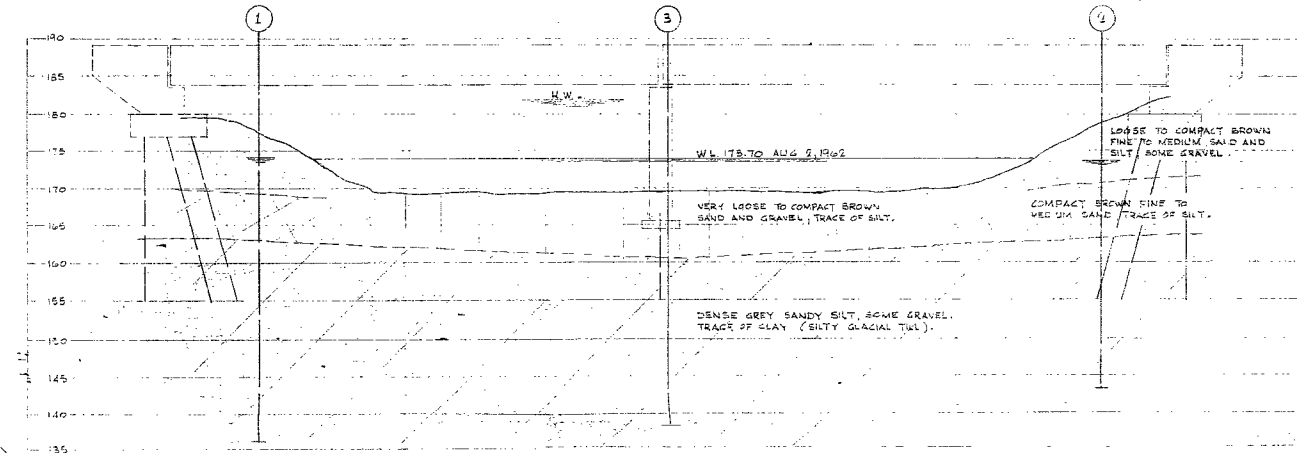 1
3
190
185
H.W.
180
LOOSE TO COMPACT BROWN
FINE TO MEDIUM SAND AND
SILT, SOME GRAVEL.
175
W.L. 173.70 AUG 2, 1962
170
VERY LOOSE TO COMPACT BROWN
SAND AND GRAVEL, TRACE OF SILT.
COMPACT BROWN FINE TO
MEDIUM SAND TRACE OF SILT.
165
160
155
DENSE GREY SANDY SILT, SOME GRAVEL.
TRACE OF CLAY (SILTY GLACIAL TILL).
150
145
140
135